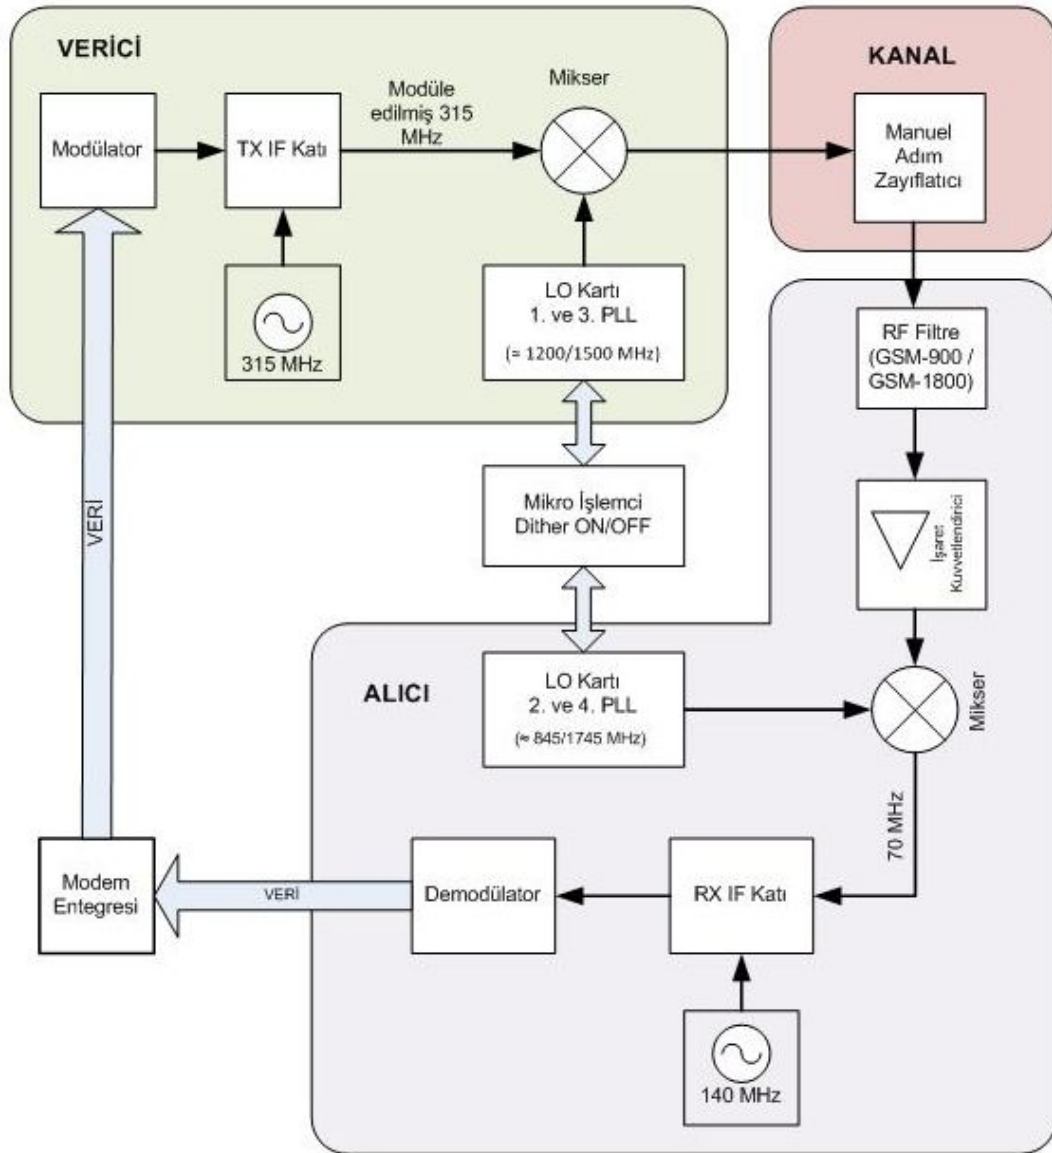 VERİCİ
Modülator
TX IF Katı
Modüle
edilmiş 315
MHz
Mikser
315 MHz
LO Kartı
1. ve 3. PLL
(≈ 1200/1500 MHz)
KANAL
Manuel
Adım
Zayıflatıcı
RF Filtre
(GSM-900 /
GSM-1800)
İşaret
Kuvvetlendirici
Mikser
70 MHz
Mikro İşlemci
Dither ON/OFF
ALICI
LO Kartı
2. ve 4. PLL
(≈ 845/1745 MHz)
RX IF Katı
140 MHz
Demodülator
VERİ
Modem
Entegresi
VERİ